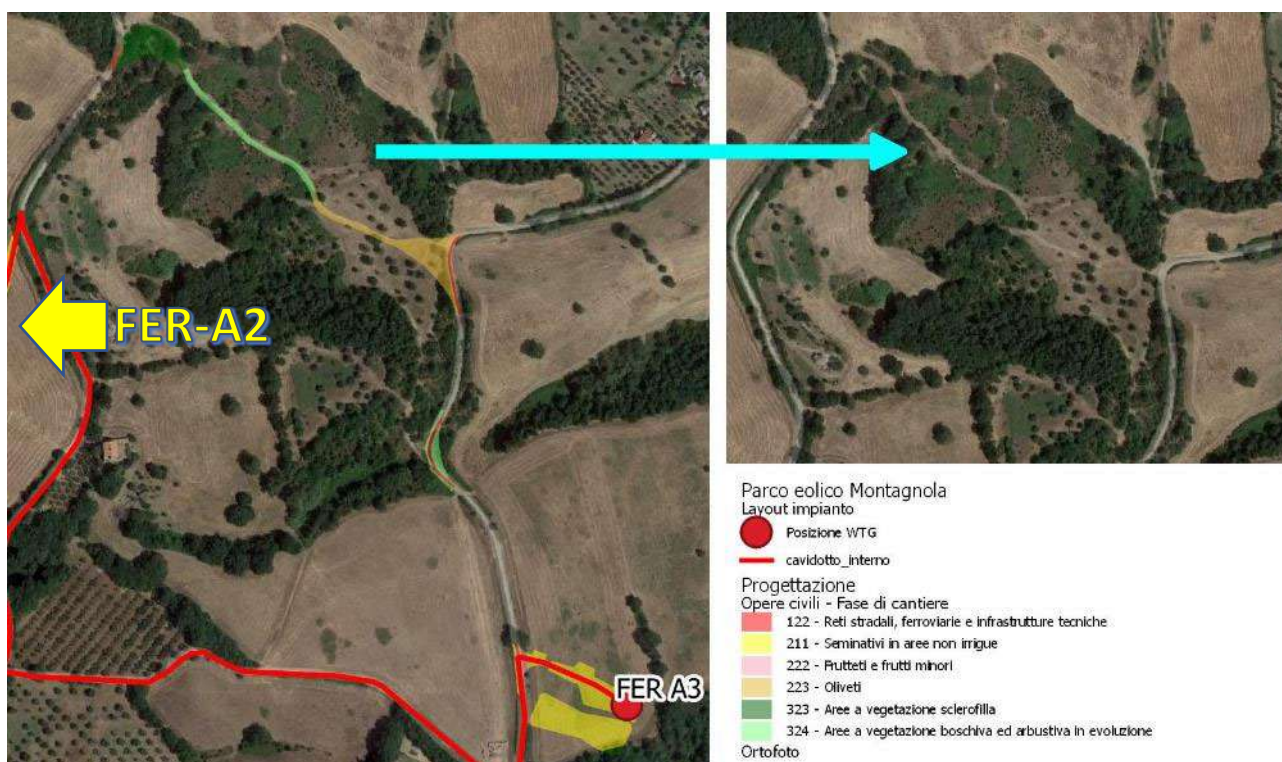 FER-A2
FER A3
Parco eolico Montagnola
Layout impianto
Posizione WTG
cavidotto_interno
Progettazione
Opere civili - Fase di cantiere
122 - Reti stradali, ferroviarie e infrastrutture tecniche
211 - Seminativi in aree non irrigue
222 - Frutteti e frutti minori
223 - Oliveti
323 - Aree a vegetazione sclerofilla
324 - Aree a vegetazione boschiva ed arbustiva in evoluzione
Ortofoto